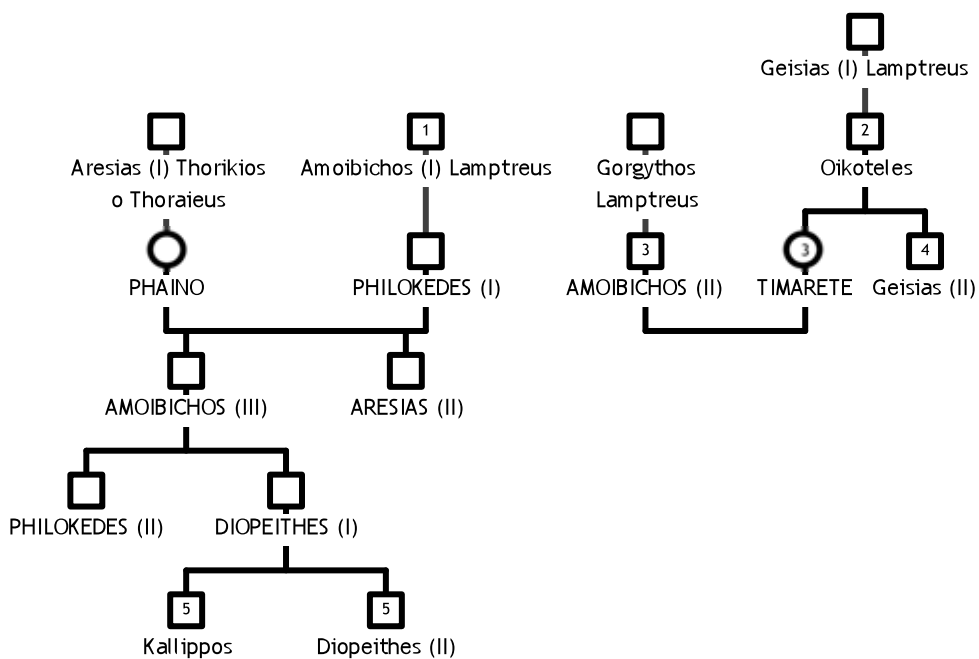 Geisias (I) Lamptreus
1
2
Aresias (I) Thorikios
o Thoraieus
Amoibichos (I) Lamptreus
Gorgythos
Lamptreus
Oikoteles
3
3
4
PHAINO
PHILOKEDES (I)
AMOIBICHOS (II)
TIMARETE
Geisias (II)
AMOIBICHOS (III)
ARESIAS (II)
PHILOKEDES (II)
DIOPEITHES (I)
5
5
Kallippos
Diopeithes (II)